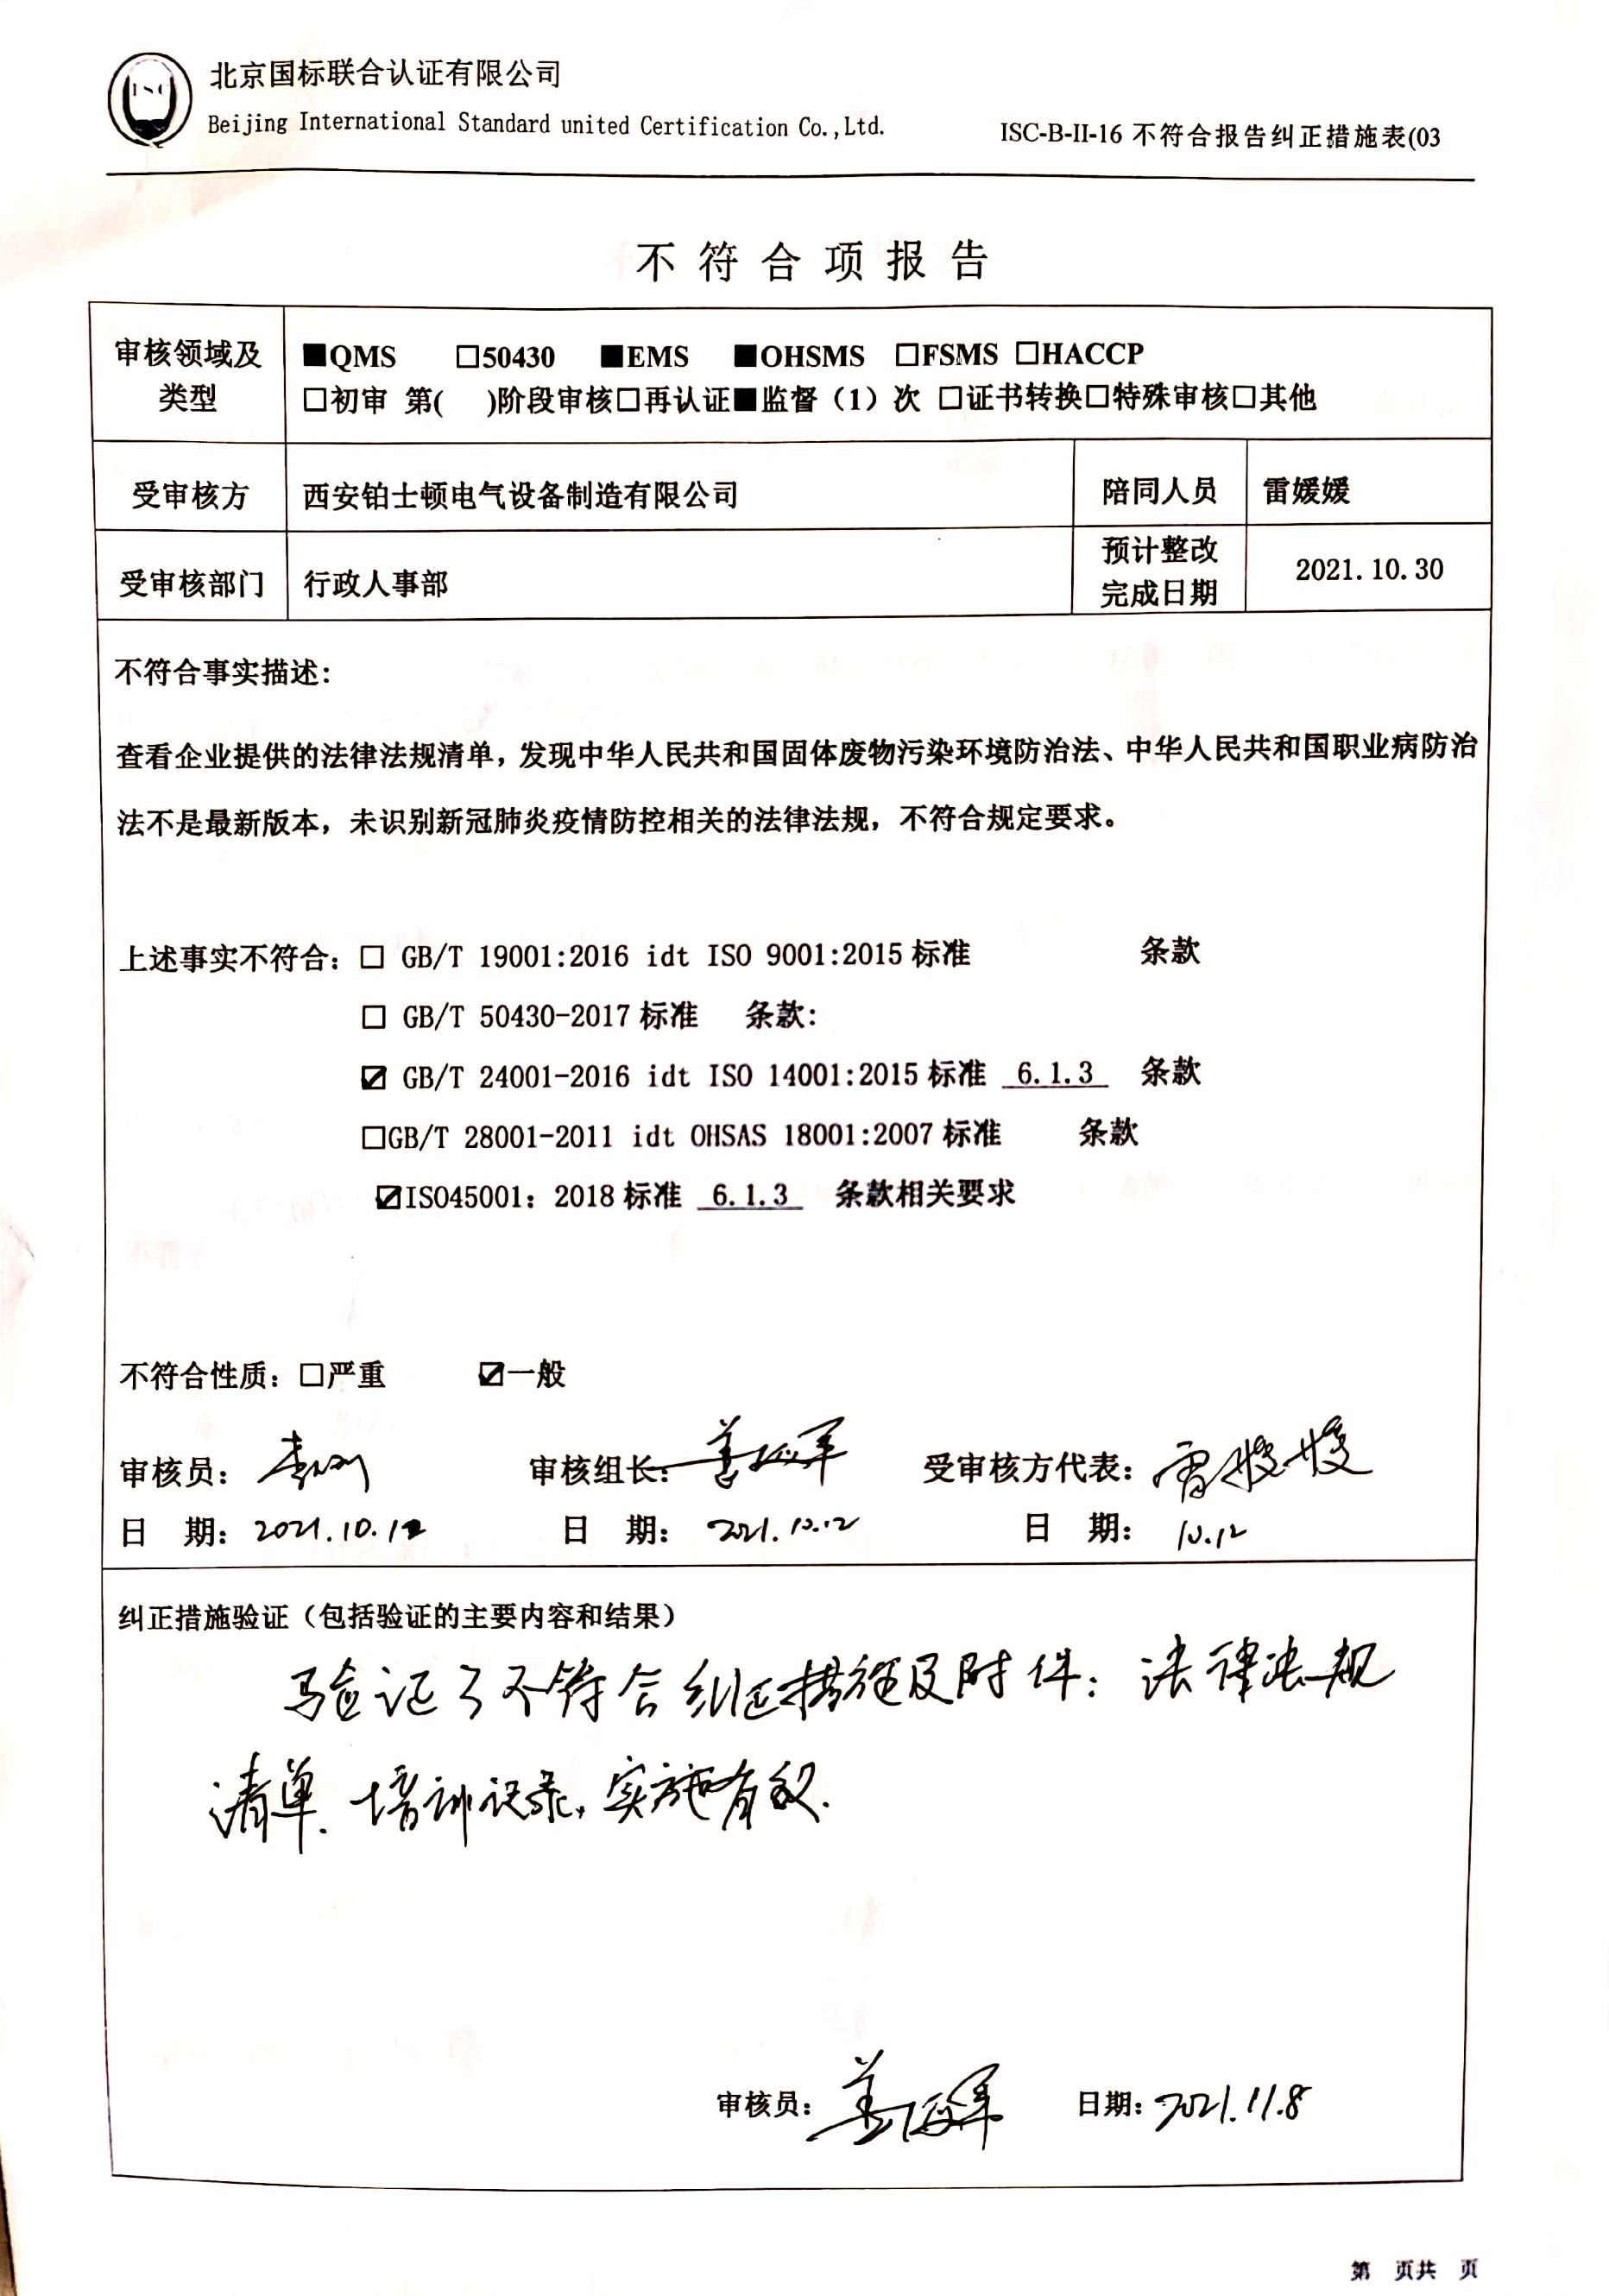 ISC
北京国标联合认证有限公司
Beijing International Standard united Certification Co.,Ltd.
ISC-B-II-16 不符合报告纠正措施表(03
不符合项报告
审核领域及类型
■QMS □50430 ■EMS ■OHSMS □FSMS □HACCP
□初审 第( )阶段审核□再认证■监督（1）次 □证书转换□特殊审核□其他
受审核方 西安铂士顿电气设备制造有限公司 陪同人员 雷媛媛
受审核部门 行政人事部 预计整改完成日期 2021.10.30
不符合事实描述：
查看企业提供的法律法规清单，发现中华人民共和国固体废物污染环境防治法、中华人民共和国职业病防治
法不是最新版本，未识别新冠肺炎疫情防控相关的法律法规，不符合规定要求。
上述事实不符合：□ GB/T 19001:2016 idt ISO 9001:2015 标准 条款
□ GB/T 50430-2017 标准 条款：
☑ GB/T 24001-2016 idt ISO 14001:2015 标准 6.1.3 条款
□GB/T 28001-2011 idt OHSAS 18001:2007 标准 条款
☑ISO45001：2018 标准 6.1.3 条款相关要求
不符合性质：□严重 ☑一般
审核员： 审核组长： 受审核方代表：雷媛媛
日 期：2021.10.12 日 期：2021.10.12 日 期：10.12
纠正措施验证（包括验证的主要内容和结果）
验证了不符合纠正措施及附件：法律法规
清单、培训记录，实施有效.
审核员： 日期：2021.11.8
第 页共 页